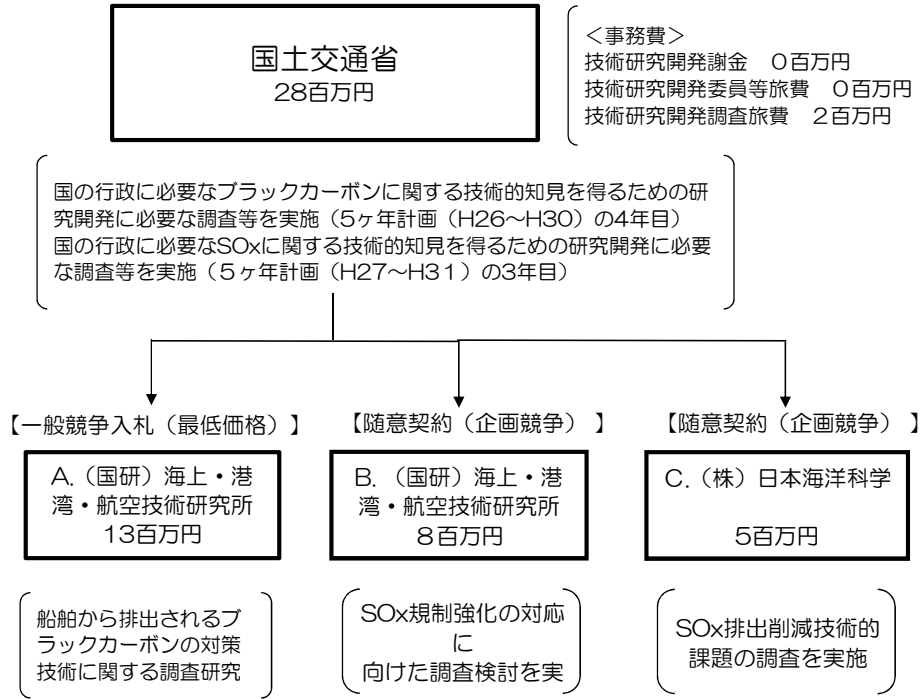 国土交通省
28百万円
＜事務費＞
技術研究開発謝金　０百万円
技術研究開発委員等旅費　０百万円
技術研究開発調査旅費　２百万円
国の行政に必要なブラックカーボンに関する技術的知見を得るための研
究開発に必要な調査等を実施（５ヶ年計画（H26～H30）の4年目）
国の行政に必要なSOxに関する技術的知見を得るための研究開発に必要
な調査等を実施（５ヶ年計画（H27～H３１）の3年目）
【一般競争入札（最低価格）】
【随意契約（企画競争） 】
【随意契約（企画競争） 】
A.（国研）海上・港
湾・航空技術研究所
13百万円
B. （国研）海上・港
湾・航空技術研究所
８百万円
C.（株）日本海洋科学
5百万円
船舶から排出されるブ
ラックカーボンの対策
技術に関する調査研究
SOx規制強化の対応
に
向けた調査検討を実
SOx排出削減技術的
課題の調査を実施